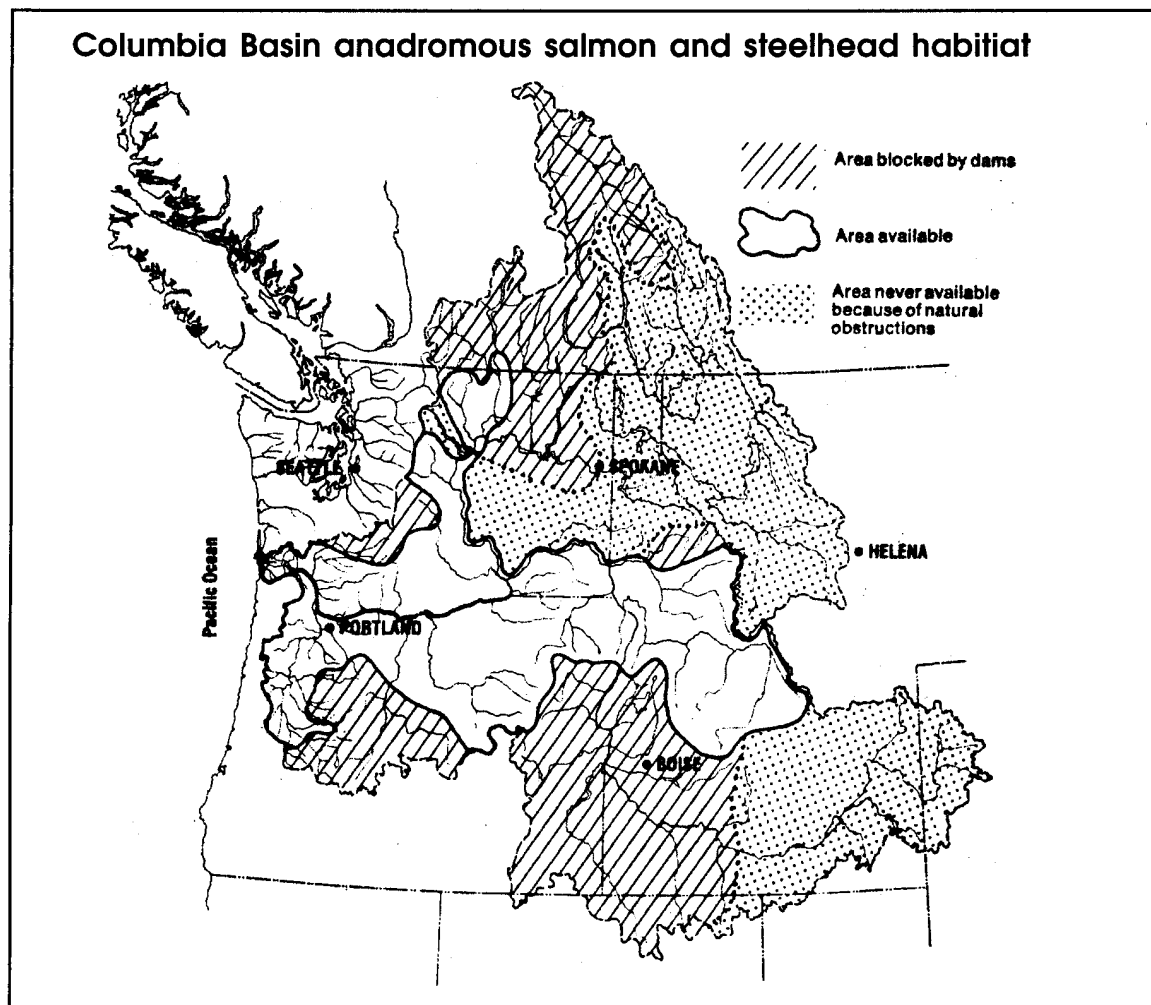 Columbia Basin anadromous salmon and steelhead habitiat
Area blocked by dams
Area available
Area never available
because of natural
obstructions
SEATTLE
SPOKANE
HELENA
Pacific Ocean
PORTLAND
BOISE